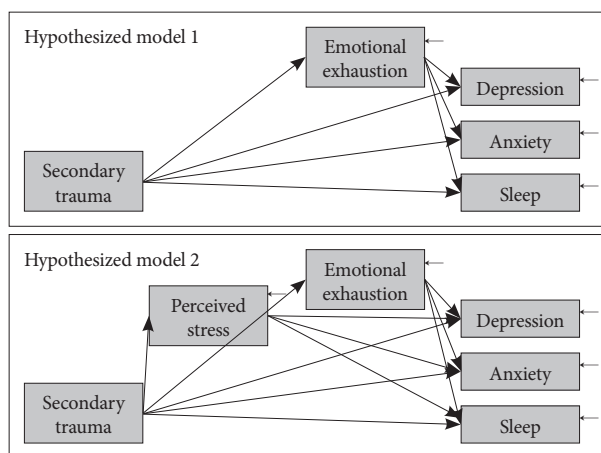 Hypothesized model 1
Emotional
exhaustion
Depression
Anxiety
Secondary
trauma
Sleep
Hypothesized model 2
Emotional
exhaustion
Perceived
stress
Depression
Anxiety
Secondary
trauma
Sleep